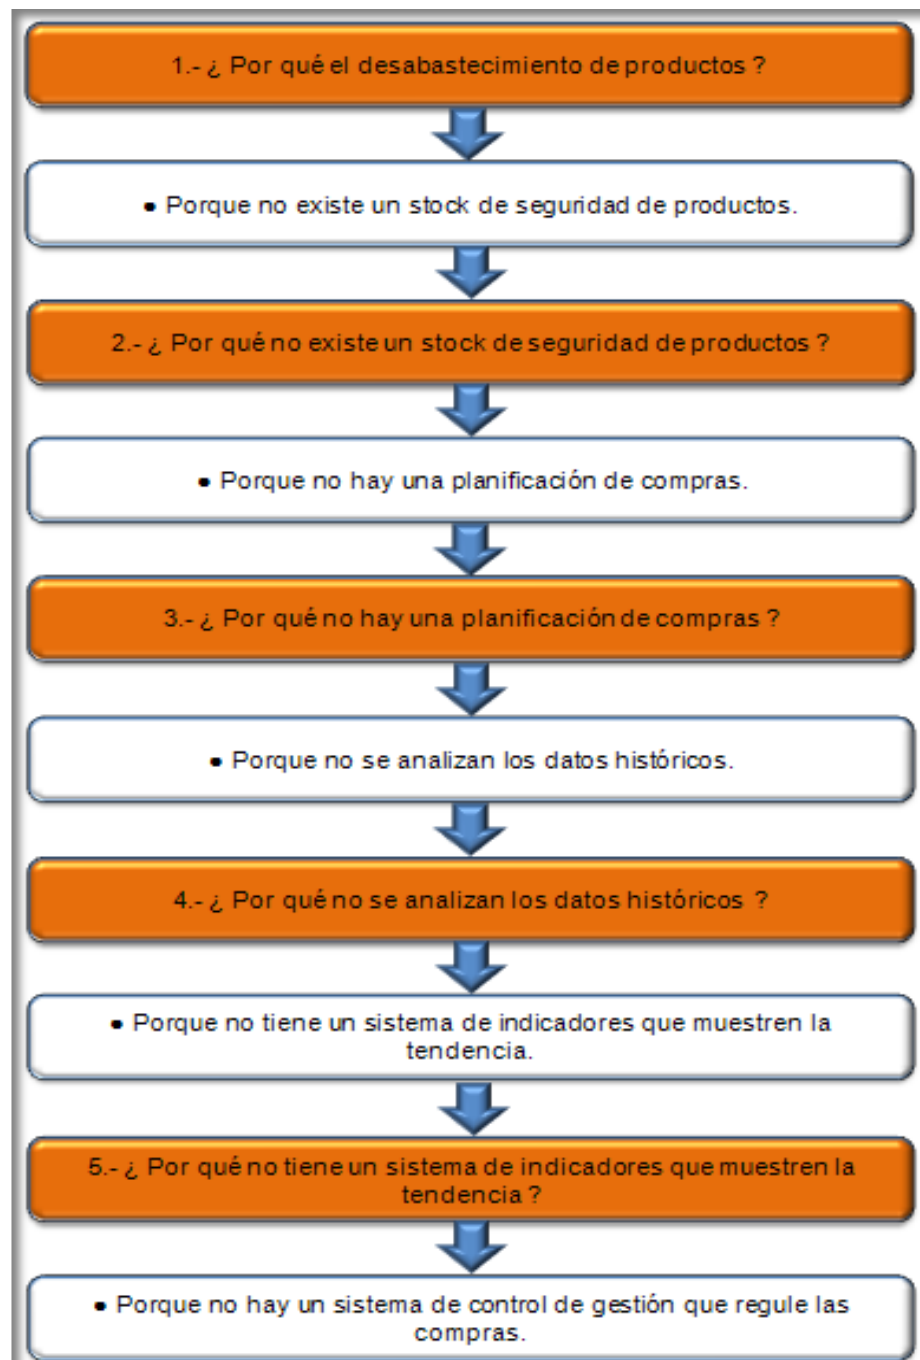 1.- ¿ Por qué el desabastecimiento de productos ?
• Porque no existe un stock de seguridad de productos.
2.- ¿ Por qué no existe un stock de seguridad de productos ?
• Porque no hay una planificación de compras.
3.- ¿ Por qué no hay una planificación de compras ?
• Porque no se analizan los datos históricos.
4.- ¿ Por qué no se analizan los datos históricos ?
• Porque no tiene un sistema de indicadores que muestren la
tendencia.
5.- ¿ Por qué no tiene un sistema de indicadores que muestren la
tendencia ?
• Porque no hay un sistema de control de gestión que regule las
compras.